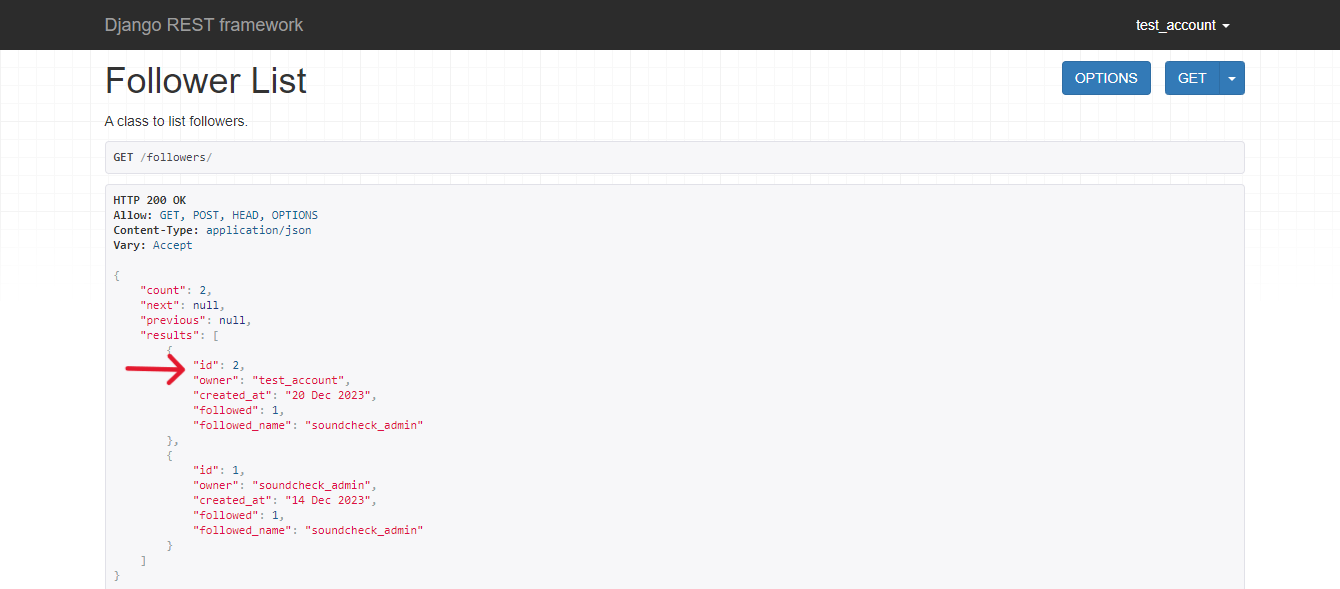 Django REST framework
test_account
Follower List
OPTIONS
GET
A class to list followers.
GET /followers/
HTTP 200 OK
Allow: GET, POST, HEAD, OPTIONS
Content-Type: application/json
Vary: Accept
{
    "count": 2,
    "next": null,
    "previous": null,
    "results": [
        {
            "id": 2,
            "owner": "test_account",
            "created_at": "20 Dec 2023",
            "followed": 1,
            "followed_name": "soundcheck_admin"
        },
        {
            "id": 1,
            "owner": "soundcheck_admin",
            "created_at": "14 Dec 2023",
            "followed": 1,
            "followed_name": "soundcheck_admin"
        }
    ]
}